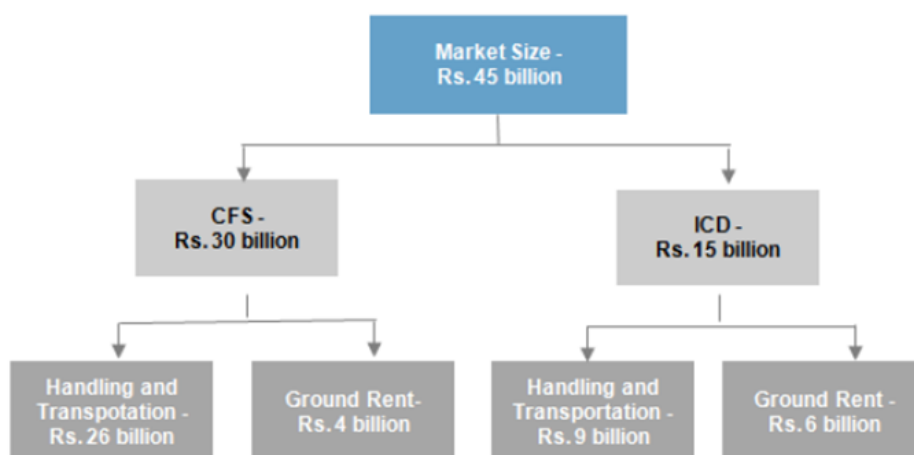 Market Size -
Rs. 45 billion
CFS -
Rs. 30 billion
ICD -
Rs. 15 billion
Handling and
Transpotation -
Rs. 26 billion
Ground Rent-
Rs. 4 billion
Handling and
Transportation -
Rs. 9 billion
Ground Rent -
Rs. 6 billion